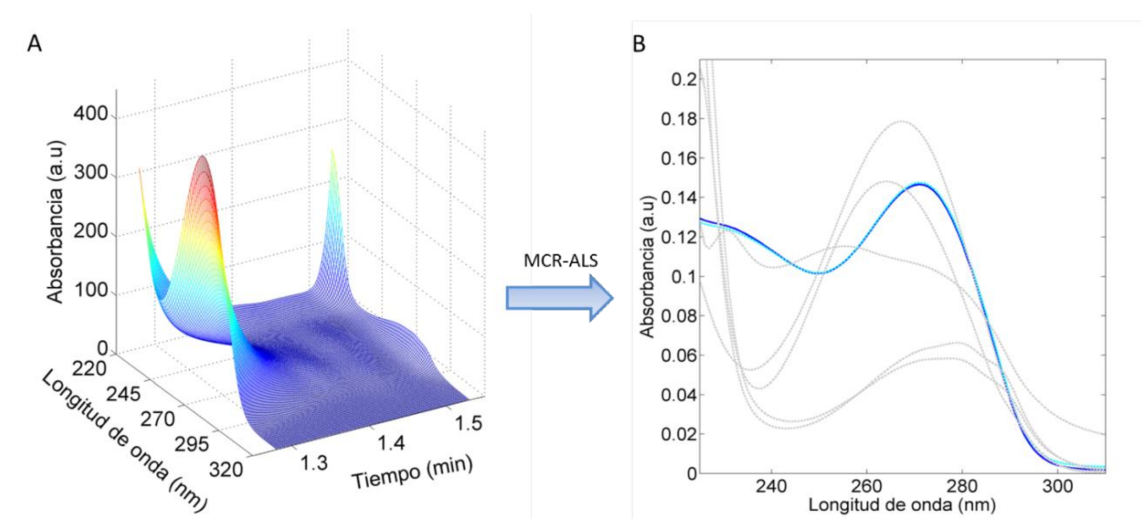 A
400
300
200
100
0
Absorbancia (a.u)
220
245
270
295
320
Longitud de onda (nm)
1.3
1.4
1.5
Tiempo (min)
MCR-ALS
B
0.2
0.18
0.16
0.14
0.12
0.1
0.08
0.06
0.04
0.02
0
Absorbancia (a.u)
240 260 280 300
Longitud de onda (nm)